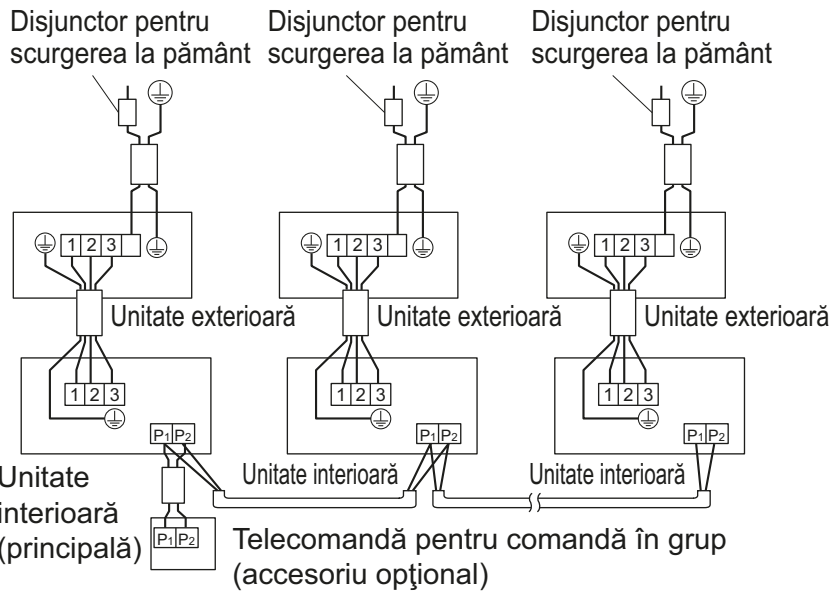 Disjunctor pentru
scurgerea la pământ
Disjunctor pentru
scurgerea la pământ
Disjunctor pentru
scurgerea la pământ
1 2 3
1 2 3
1 2 3
Unitate exterioară
Unitate exterioară
Unitate exterioară
1 2 3
1 2 3
1 2 3
P1 P2
P1 P2
P1 P2
Unitate
interioară
(principală)
Unitate interioară
Unitate interioară
P1 P2
Telecomandă pentru comandă în grup
(accesoriu opţional)